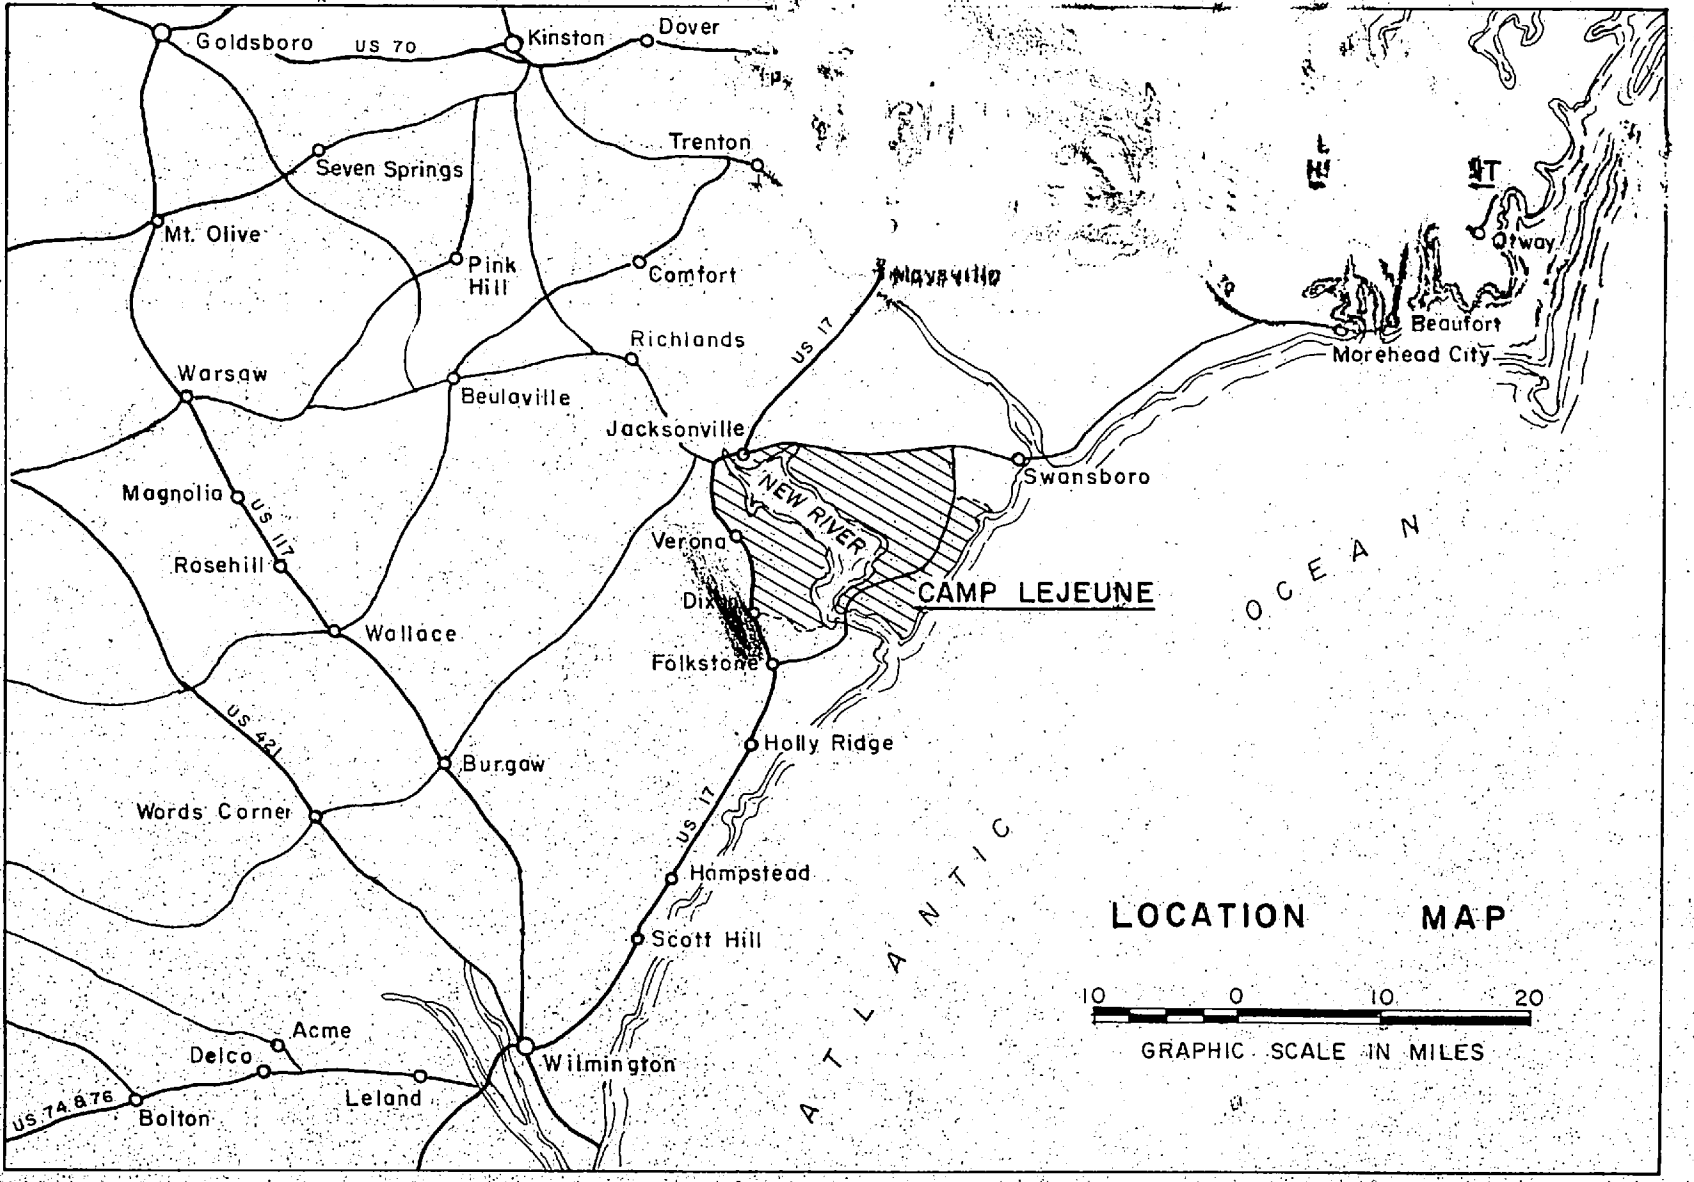 Goldsboro
US 70
Kinston
Dover
Trenton
Seven Springs
Mt. Olive
Pink
Hill
Comfort
Maysville
Otway
Beaufort
Morehead City
Richlands
US 17
Warsaw
Beulaville
Jacksonville
Swansboro
Magnolia
US 117
NEW RIVER
Verona
Rosehill
CAMP LEJEUNE
Dixon
Wallace
Folkstone
US 421
Holly Ridge
Burgaw
Words Corner
US 17
Hampstead
Scott Hill
ATLANTIC OCEAN
LOCATION MAP
10 0 10 20
GRAPHIC SCALE IN MILES
Acme
Delco
Wilmington
Leland
US 74 & 76
Bolton